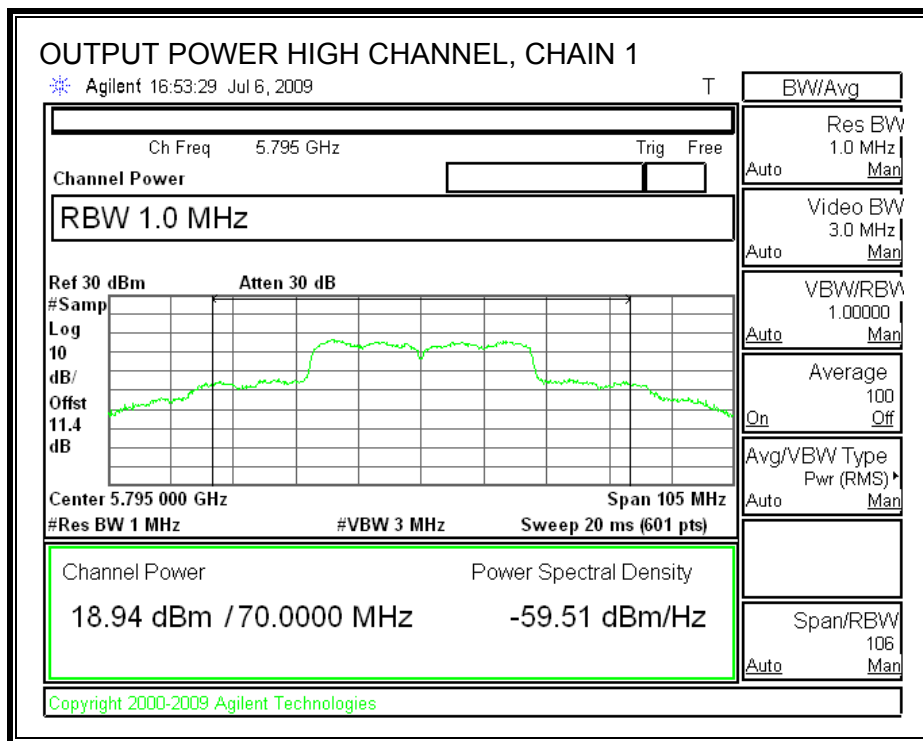 OUTPUT POWER HIGH CHANNEL, CHAIN 1
Agilent 16:53:29 Jul 6, 2009 T
Ch Freq 5.795 GHz Trig Free
Channel Power
RBW 1.0 MHz
Ref 30 dBm Atten 30 dB
#Samp
Log
10
dB/
Offst
11.4
dB
Center 5.795 000 GHz Span 105 MHz
#Res BW 1 MHz #VBW 3 MHz Sweep 20 ms (601 pts)
Channel Power Power Spectral Density
18.94 dBm / 70.0000 MHz -59.51 dBm/Hz
Copyright 2000-2009 Agilent Technologies
BW/Avg
Res BW
1.0 MHz
Auto Man
Video BW
3.0 MHz
Auto Man
VBW/RBW
1.00000
Auto Man
Average
100
On Off
Avg/VBW Type
Pwr (RMS)
Auto Man
Span/RBW
106
Auto Man